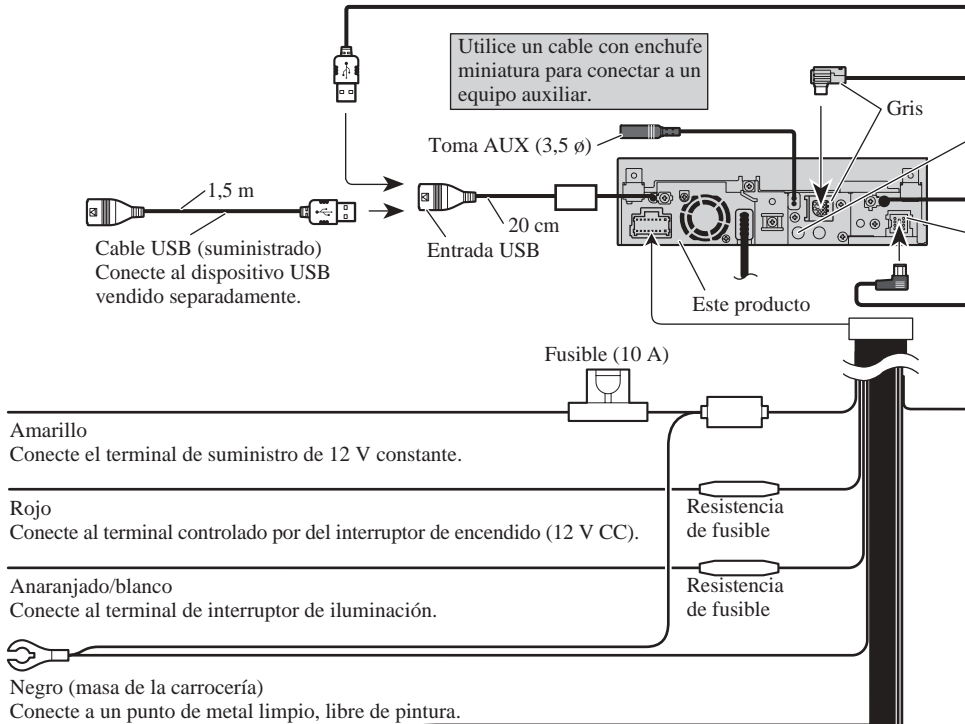 Utilice un cable con enchufe
miniatura para conectar a un
equipo auxiliar.
Gris
Toma AUX (3,5 ø)
1,5 m
20 cm
Cable USB (suministrado)
Conecte al dispositivo USB
vendido separadamente.
Entrada USB
Este producto
Fusible (10 A)
Amarillo
Conecte el terminal de suministro de 12 V constante.
Rojo
Conecte al terminal controlado por del interruptor de encendido (12 V CC).
Resistencia
de fusible
Anaranjado/blanco
Conecte al terminal de interruptor de iluminación.
Resistencia
de fusible
Negro (masa de la carrocería)
Conecte a un punto de metal limpio, libre de pintura.